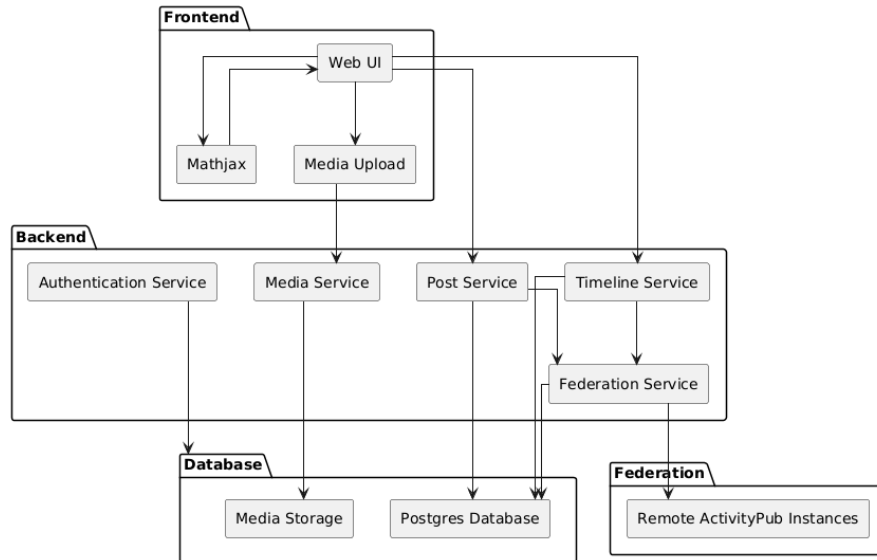 Frontend
Web UI
Mathjax
Media Upload
Backend
Authentication Service
Media Service
Post Service
Timeline Service
Federation Service
Database
Media Storage
Postgres Database
Federation
Remote ActivityPub Instances